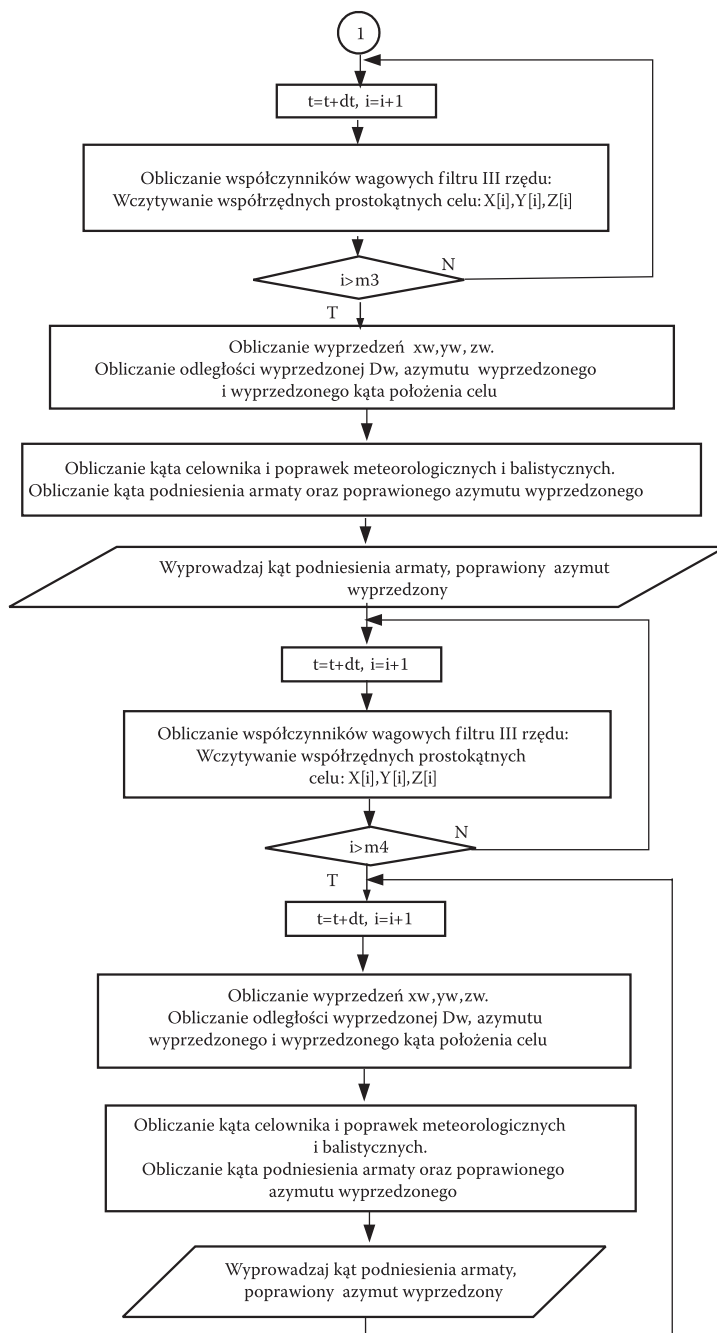 1
t=t+dt, i=i+1
Obliczanie współczynników wagowych filtru III rzędu:
Wczytywanie współrzędnych prostokątnych celu: X[i],Y[i],Z[i]
N
i>m3
T
Obliczanie wyprzedzeń xw,yw, zw.
Obliczanie odległości wyprzedzonej Dw, azymutu wyprzedzonego
i wyprzedzonego kąta położenia celu
Obliczanie kąta celownika i poprawek meteorologicznych i balistycznych.
Obliczanie kąta podniesienia armaty oraz poprawionego azymutu wyprzedzonego
Wyprowadzaj kąt podniesienia armaty, poprawiony azymut
wyprzedzony
t=t+dt, i=i+1
Obliczanie współczynników wagowych filtru III rzędu:
Wczytywanie współrzędnych prostokątnych
celu: X[i],Y[i],Z[i]
N
i>m4
T
t=t+dt, i=i+1
Obliczanie wyprzedzeń xw,yw,zw.
Obliczanie odległości wyprzedzonej Dw, azymutu
wyprzedzonego i wyprzedzonego kąta położenia celu
Obliczanie kąta celownika i poprawek meteorologicznych
i balistycznych.
Obliczanie kąta podniesienia armaty oraz poprawionego
azymutu wyprzedzonego
Wyprowadzaj kąt podniesienia armaty,
poprawiony azymut wyprzedzony